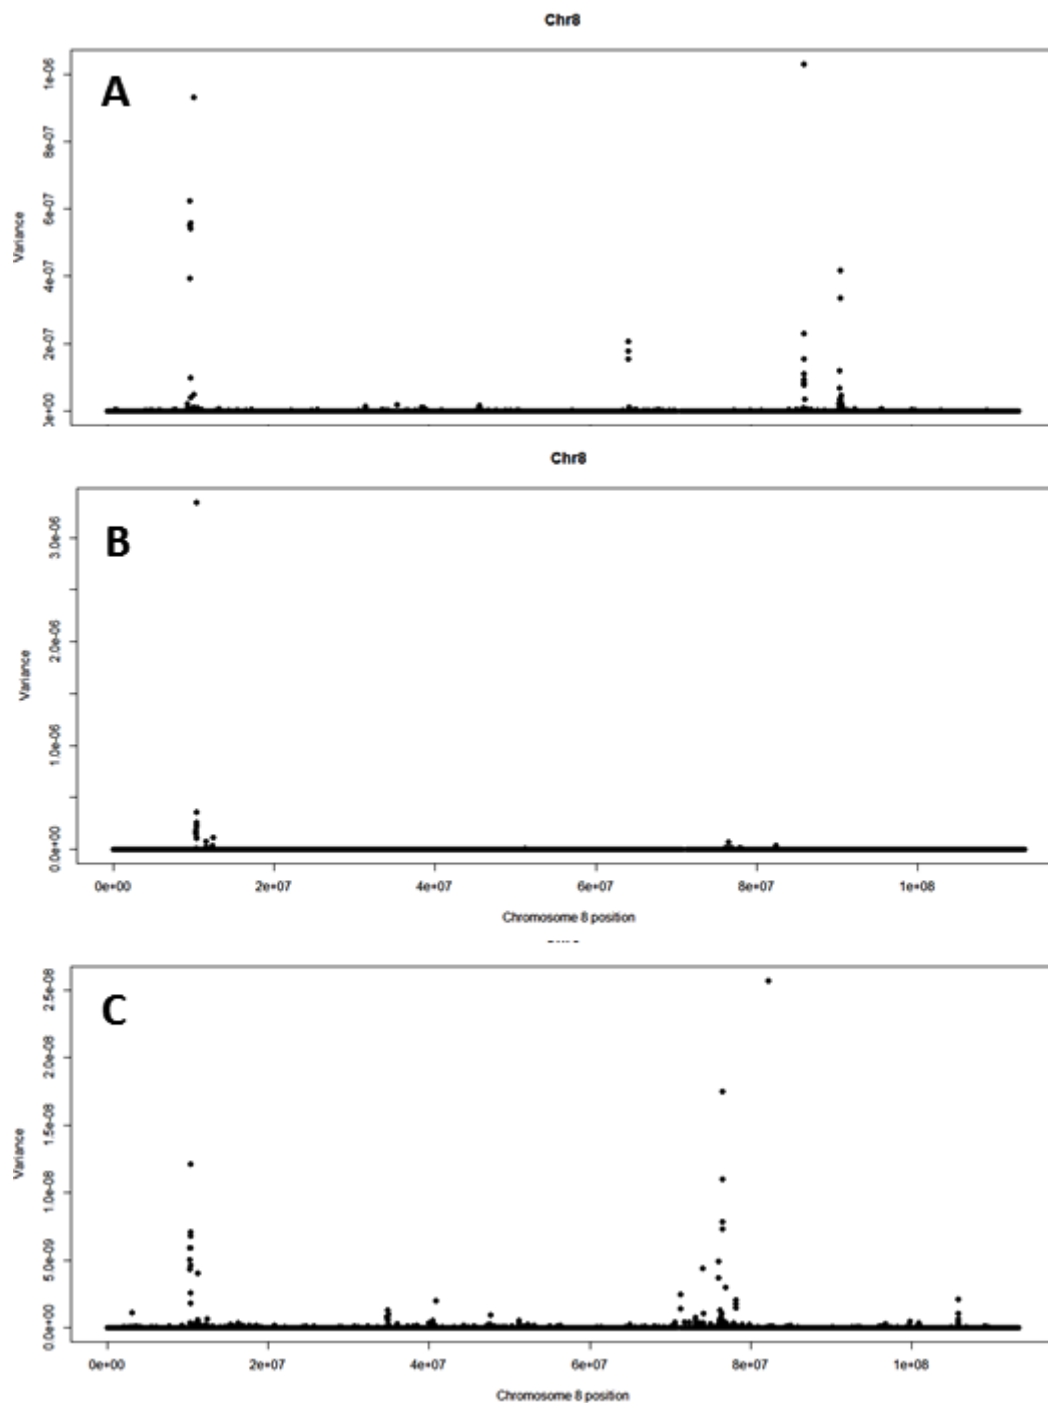 Chr8
A
Variance
1e-06
8e-07
6e-07
4e-07
2e-07
Chr8
B
Variance
3.0e-06
2.0e-06
1.0e-06
0.0e+00
0e+00 2e+07 4e+07 6e+07 8e+07 1e+08
Chromosome 8 position
C
Variance
2.5e-08
2.0e-08
1.5e-08
1.0e-08
5.0e-09
0.0e+00
0e+00 2e+07 4e+07 6e+07 8e+07 1e+08
Chromosome 8 position